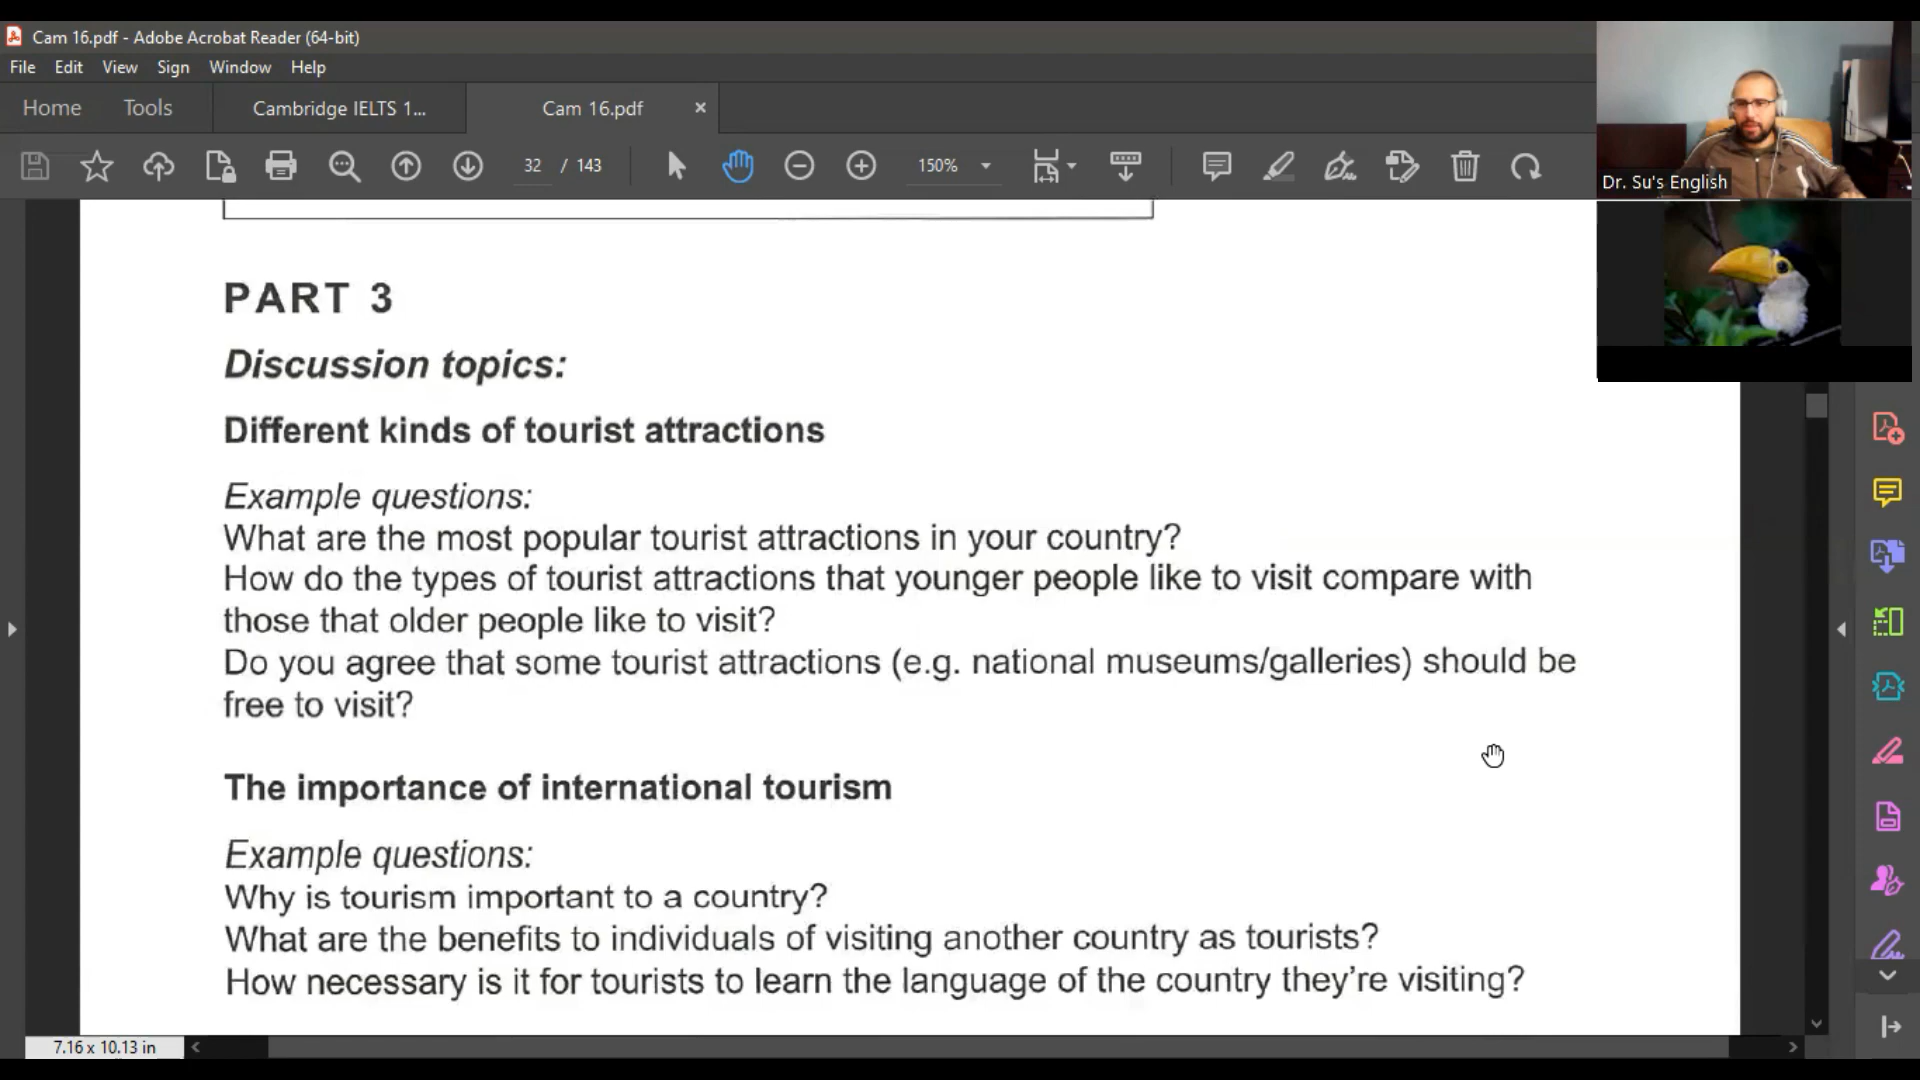 Cam 16.pdf - Adobe Acrobat Reader (64-bit)
File Edit View Sign Window Help
Home Tools Cambridge IELTS 1... Cam 16.pdf ×
32 / 143 150%
Dr. Su's English
PART 3
Discussion topics:
Different kinds of tourist attractions
Example questions:
What are the most popular tourist attractions in your country?
How do the types of tourist attractions that younger people like to visit compare with
those that older people like to visit?
Do you agree that some tourist attractions (e.g. national museums/galleries) should be
free to visit?
The importance of international tourism
Example questions:
Why is tourism important to a country?
What are the benefits to individuals of visiting another country as tourists?
How necessary is it for tourists to learn the language of the country they're visiting?
7.16 x 10.13 in